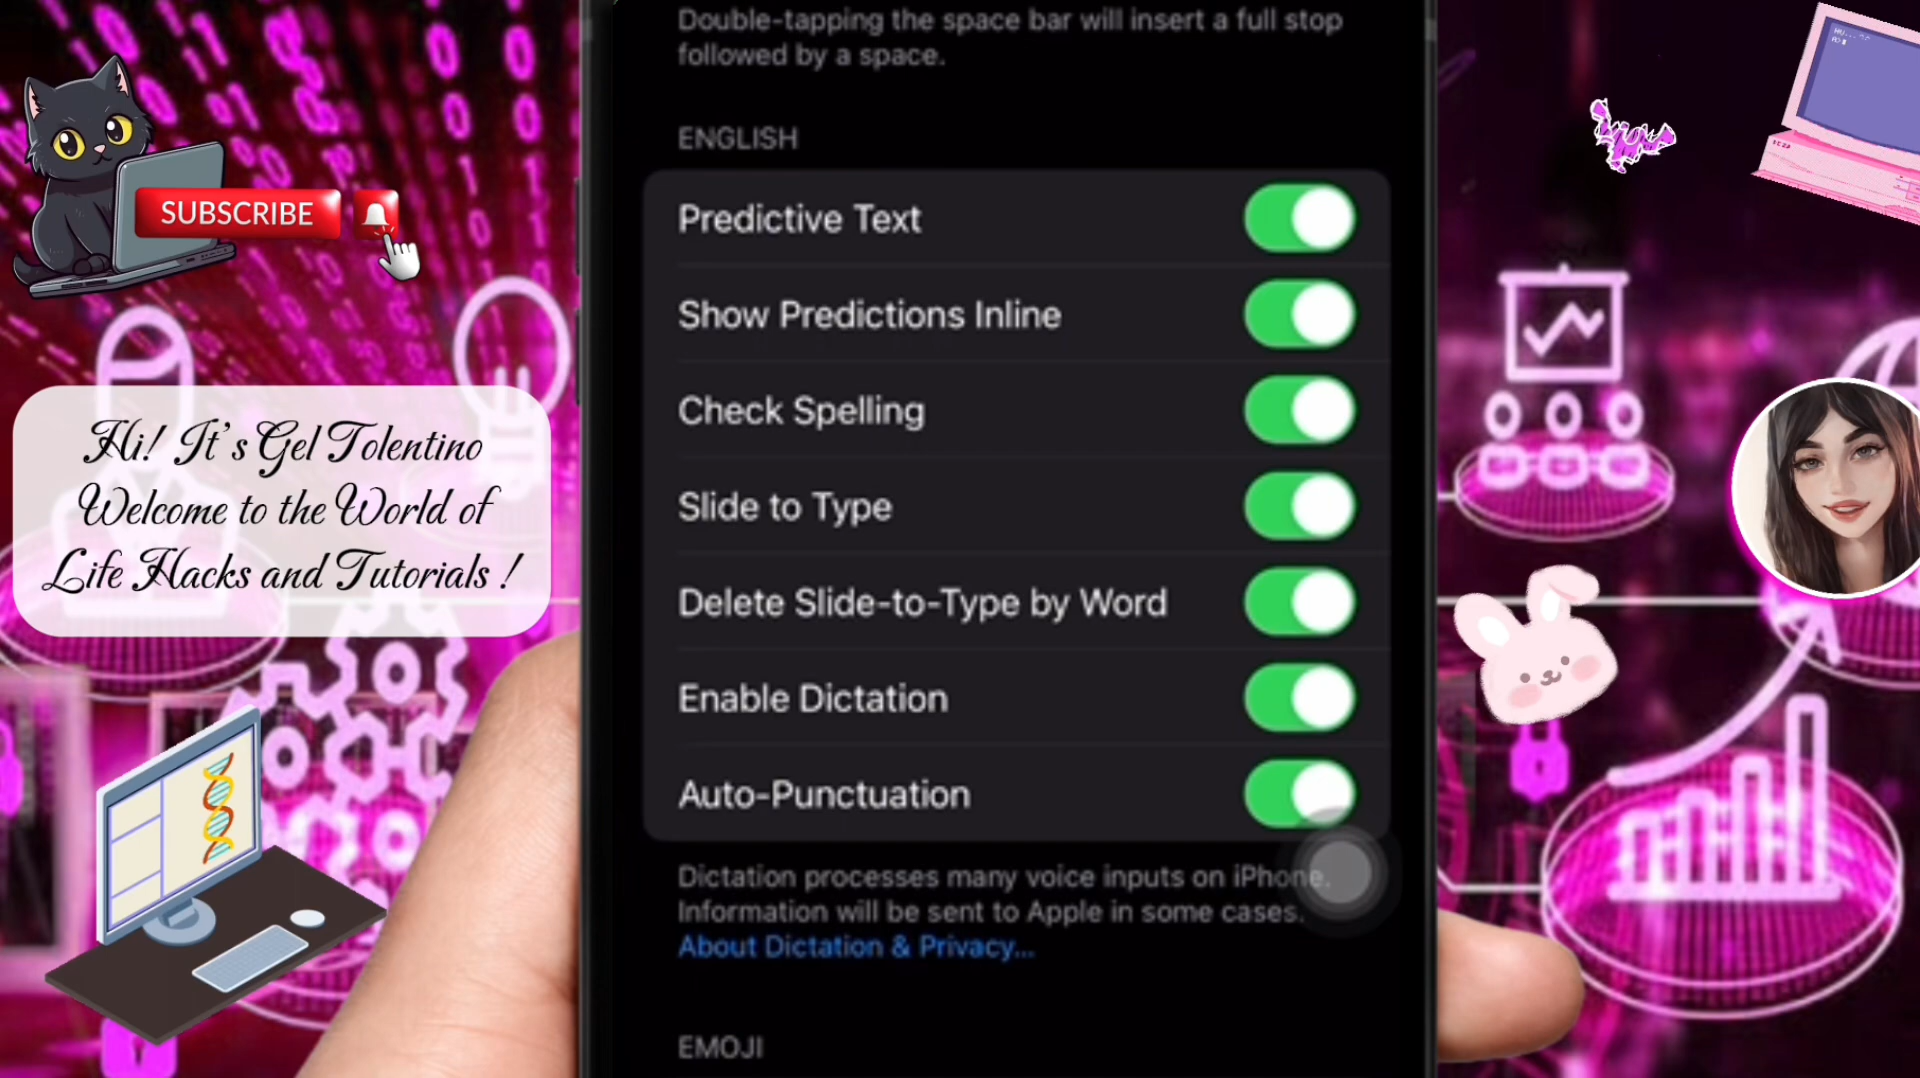 Double-tapping the space bar will insert a full stop
followed by a space.
ENGLISH
Predictive Text
Show Predictions Inline
Check Spelling
Slide to Type
Delete Slide-to-Type by Word
Enable Dictation
Auto-Punctuation
Dictation processes many voice inputs on iPhone.
Information will be sent to Apple in some cases.
About Dictation & Privacy...
EMOJI
SUBSCRIBE
Hi! It's Gel Tolentino
Welcome to the World of
Life Hacks and Tutorials !